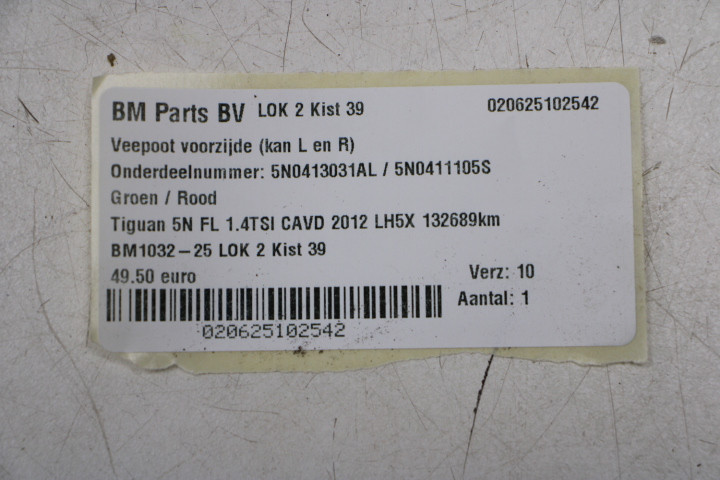 BM Parts BV LOK 2 Kist 39 020625102542
Veepoot voorzijde (kan L en R)
Onderdeelnummer: 5N0413031AL / 5N0411105S
Groen / Rood
Tiguan 5N FL 1.4TSI CAVD 2012 LH5X 132689km
BM1032-25 LOK 2 Kist 39
49.50 euro Verz: 10
Aantal: 1
020625102542